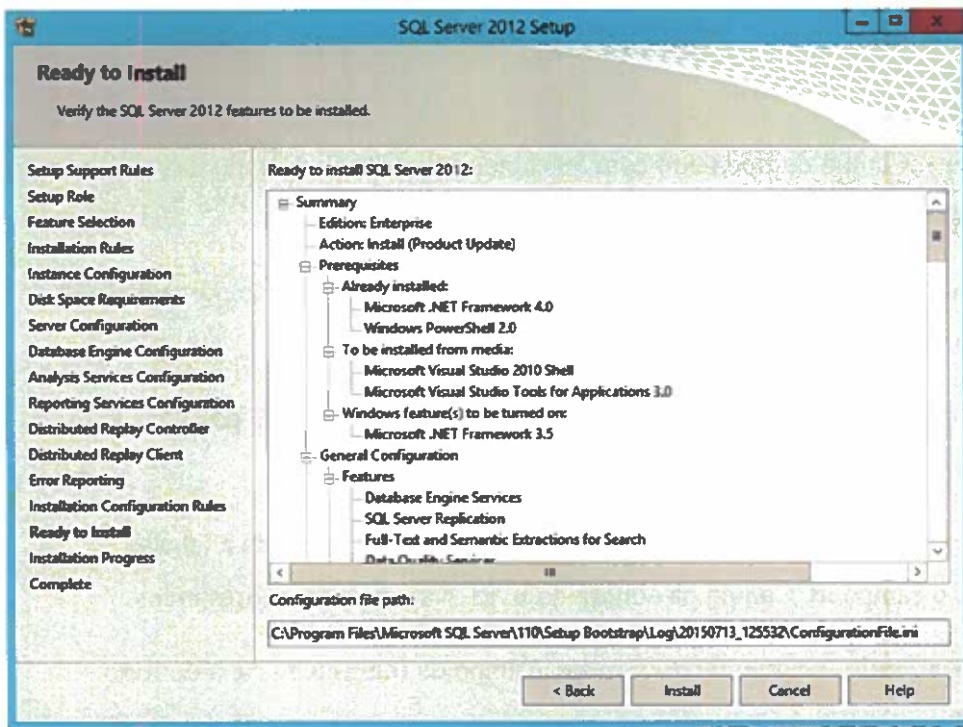 SQL Server 2012 Setup
Ready to Install
Verify the SQL Server 2012 features to be installed.
Setup Support Rules
Setup Role
Feature Selection
Installation Rules
Instance Configuration
Disk Space Requirements
Server Configuration
Database Engine Configuration
Analysis Services Configuration
Reporting Services Configuration
Distributed Replay Controller
Distributed Replay Client
Error Reporting
Installation Configuration Rules
Ready to Install
Installation Progress
Complete
Ready to install SQL Server 2012:
Summary
Edition: Enterprise
Action: Install (Product Update)
Prerequisites
Already installed:
Microsoft .NET Framework 4.0
Windows PowerShell 2.0
To be installed from media:
Microsoft Visual Studio 2010 Shell
Microsoft Visual Studio Tools for Applications 3.0
Windows feature(s) to be turned on:
Microsoft .NET Framework 3.5
General Configuration
Features
Database Engine Services
SQL Server Replication
Full-Text and Semantic Extractions for Search
Data Quality Services
Configuration file path:
C:\Program Files\Microsoft SQL Server\110\Setup Bootstrap\Log\20150713_125532\ConfigurationFile.ini
< Back
Install
Cancel
Help